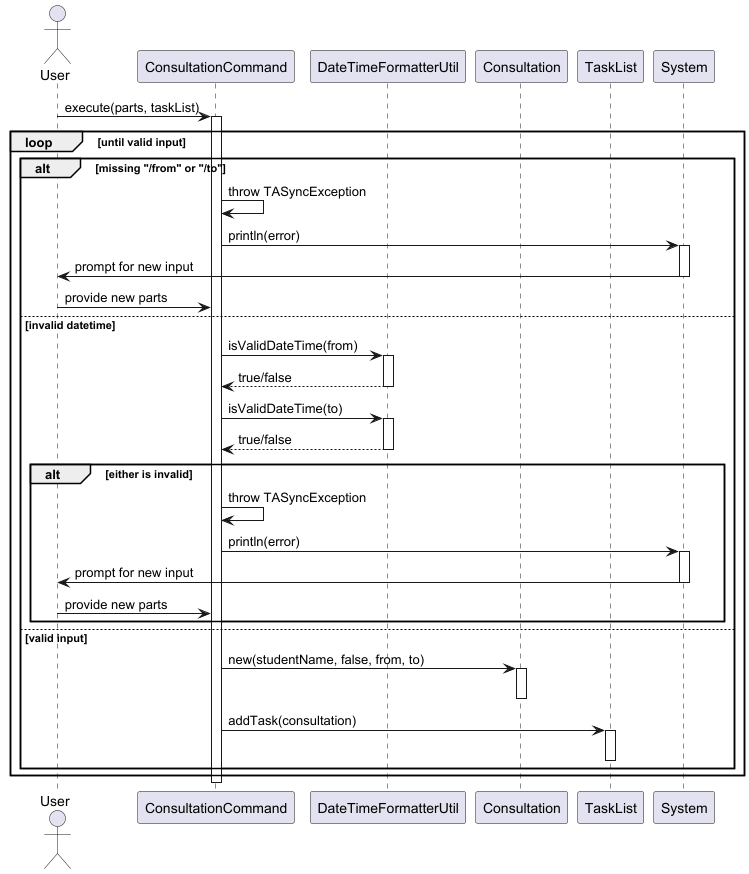 User
ConsultationCommand
DateTimeFormatterUtil
Consultation
TaskList
System
execute(parts, taskList)
loop
[until valid input]
alt
[missing "/from" or "/to"]
throw TASyncException
println(error)
prompt for new input
provide new parts
[invalid datetime]
isValidDateTime(from)
true/false
isValidDateTime(to)
true/false
alt
[either is invalid]
throw TASyncException
println(error)
prompt for new input
provide new parts
[valid input]
new(studentName, false, from, to)
addTask(consultation)
User
ConsultationCommand
DateTimeFormatterUtil
Consultation
TaskList
System